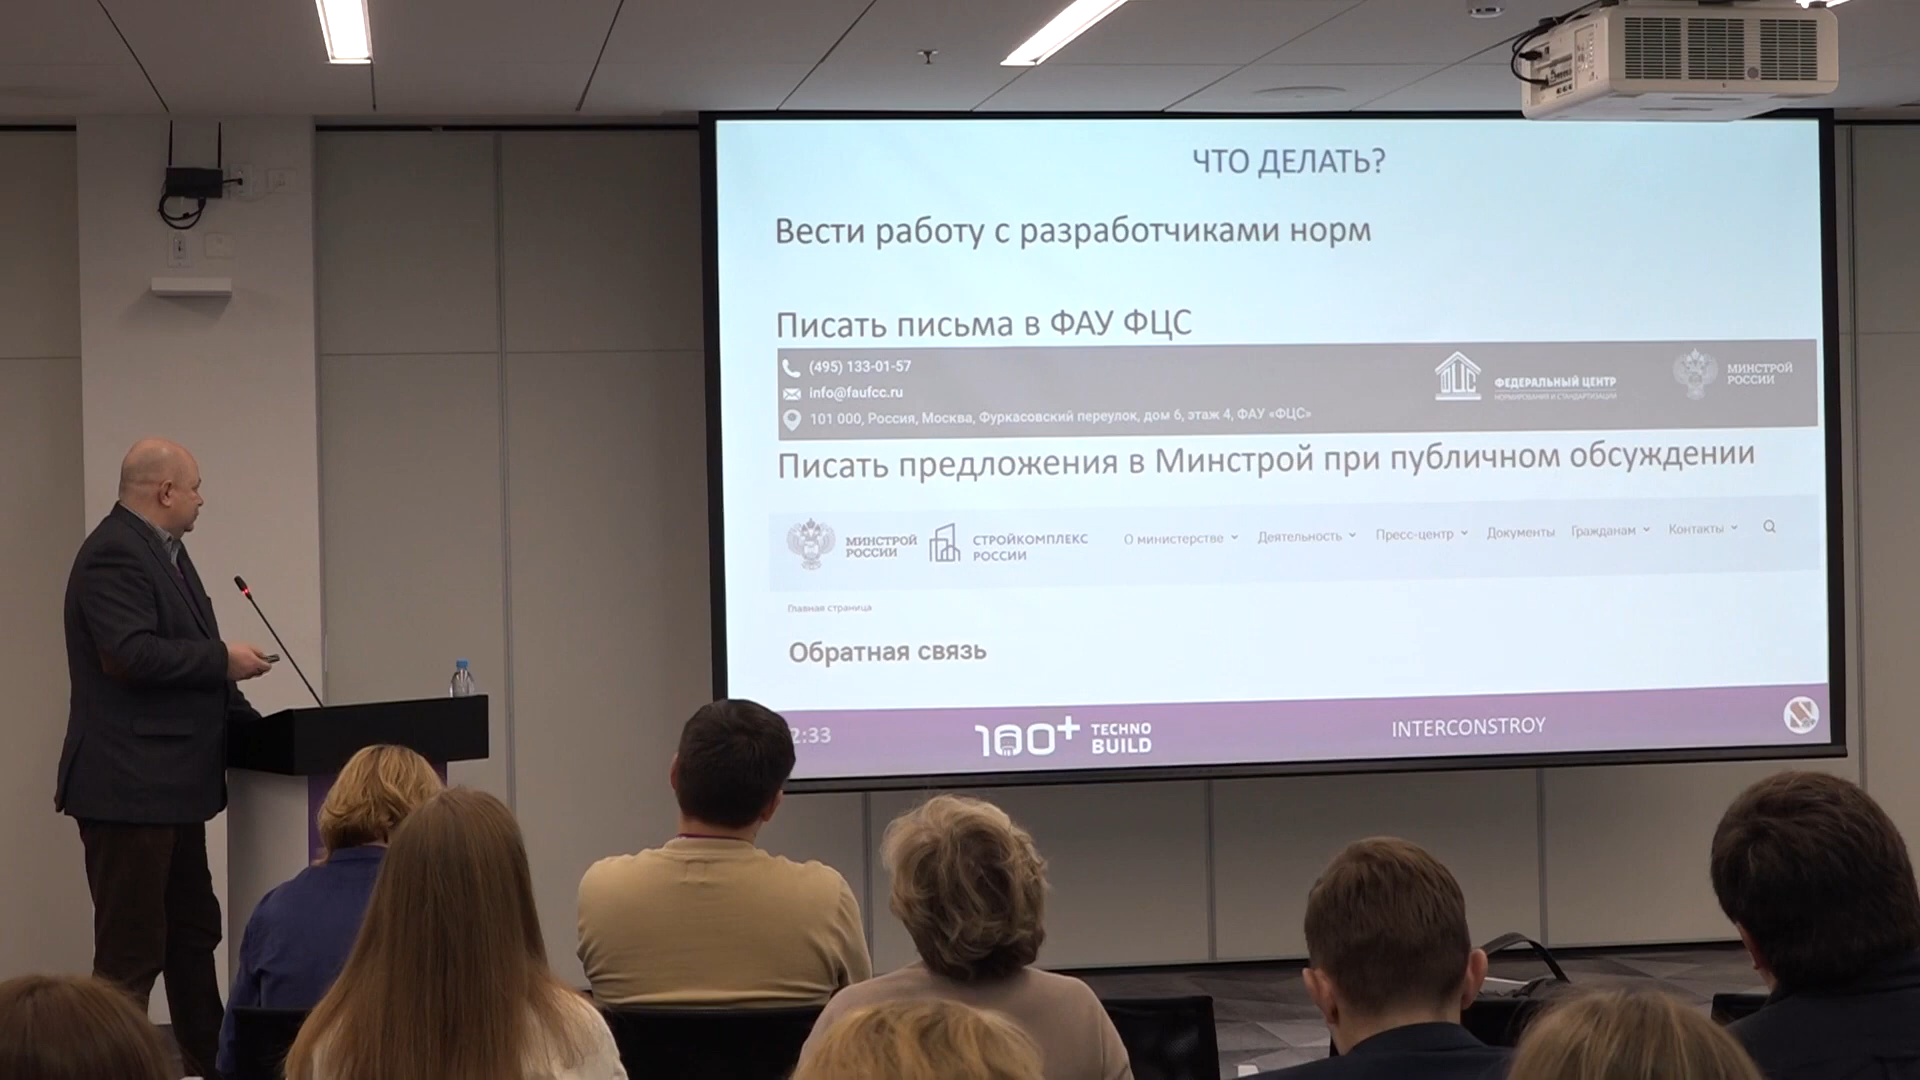 ЧТО ДЕЛАТЬ?
Вести работу с разработчиками норм
Писать письма в ФАУ ФЦС
(495) 133-01-57
info@faufcc.ru
101 000, Россия, Москва, Фуркасовский переулок, дом 6, этаж 4, ФАУ «ФЦС»
ФЦС
ФЕДЕРАЛЬНЫЙ ЦЕНТР
НОРМИРОВАНИЯ И СТАНДАРТИЗАЦИИ
МИНСТРОЙ
РОССИИ
Писать предложения в Минстрой при публичном обсуждении
МИНСТРОЙ
РОССИИ
СТРОЙКОМПЛЕКС
РОССИИ
О министерстве Деятельность Пресс-центр Документы Гражданам Контакты
Главная страница
Обратная связь
2:33
100+ TECHNO
BUILD
INTERCONSTROY